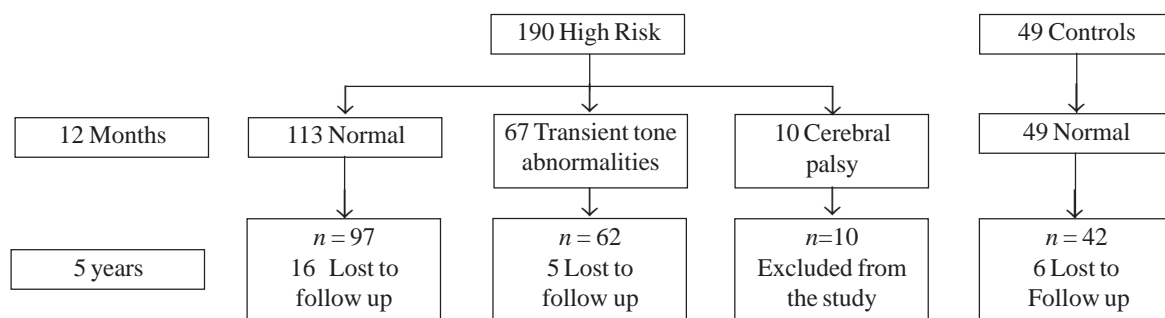 190 High Risk
49 Controls
12 Months
113 Normal
67 Transient tone
abnormalities
10 Cerebral
palsy
49 Normal
5 years
n = 97
16 Lost to
follow up
n = 62
5 Lost to
follow up
n=10
Excluded from
the study
n = 42
6 Lost to
Follow up